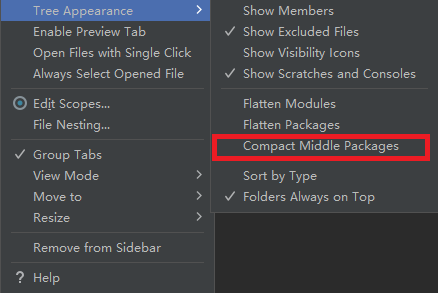 Tree Appearance
Enable Preview Tab
Open Files with Single Click
Always Select Opened File
Edit Scopes...
File Nesting...
Group Tabs
View Mode
Move to
Resize
Remove from Sidebar
? Help
Show Members
Show Excluded Files
Show Visibility Icons
Show Scratches and Consoles
Flatten Modules
Flatten Packages
Compact Middle Packages
Sort by Type
Folders Always on Top